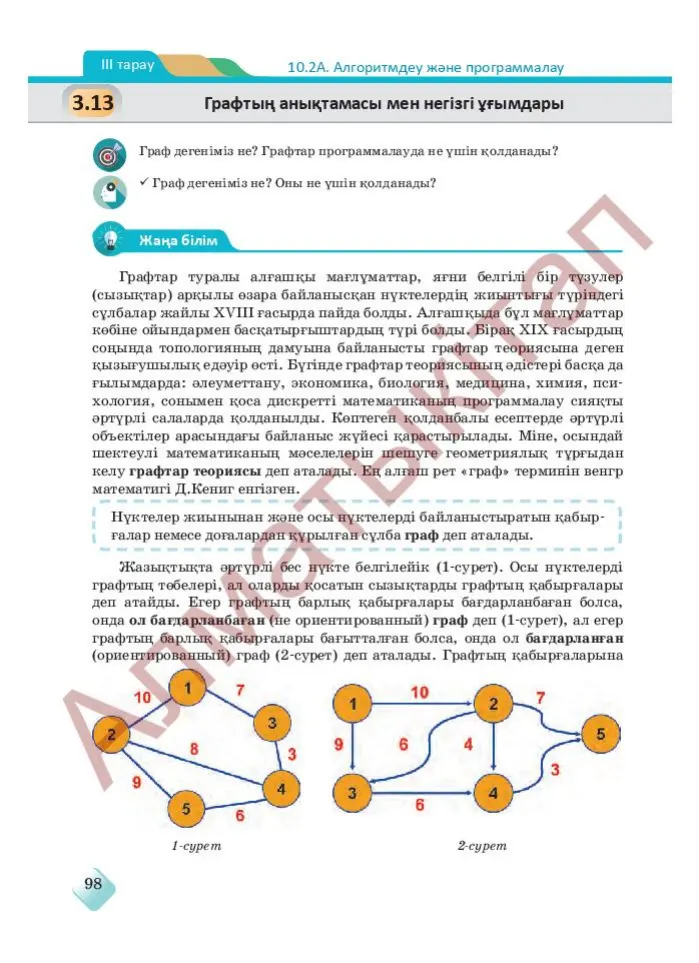 III тарау
10.2А. Алгоритмдеу және программалау
3.13
Графтың анықтамасы мен негізгі ұғымдары
Граф дегеніміз не? Графтар программалауда не үшін қолданады?
✓ Граф дегеніміз не? Оны не үшін қолданады?
Жаңа білім
Графтар туралы алғашқы мағлұматтар, яғни белгілі бір түзулер
(сызықтар) арқылы өзара байланысқан нүктелердің жиынтығы түріндегі
сұлбалар жайлы XVIII ғасырда пайда болды. Алғашқыда бұл мағлұматтар
көбіне ойындармен басқатырғыштардың түрі болды. Бірақ XIX ғасырдың
соңында топологияның дамуына байланысты графтар теориясына деген
қызығушылық едәуір өсті. Бүгінде графтар теориясының әдістері басқа да
ғылымдарда: әлеуметтану, экономика, биология, медицина, химия, пси-
хология, сонымен қоса дискретті математиканың программалау сияқты
әртүрлі салаларда қолданылды. Көптеген қолданбалы есептерде әртүрлі
объектілер арасындағы байланыс жүйесі қарастырылады. Міне, осындай
шектеулі математиканың мәселелерін шешуге геометриялық тұрғыдан
келу графтар теориясы деп аталады. Ең алғаш рет «граф» терминін венгр
математигі Д.Кениг енгізген.
Нүктелер жиынынан және осы нүктелерді байланыстыратын қабыр-
ғалар немесе доғалардан құрылған сұлба граф деп аталады.
Жазықтықта әртүрлі бес нүкте белгілейік (1-сурет). Осы нүктелерді
графтың төбелері, ал оларды қосатын сызықтарды графтың қабырғалары
деп атайды. Егер графтың барлық қабырғалары бағдарланбаған болса,
онда ол бағдарланбаған (не ориентированный) граф деп (1-сурет), ал егер
графтың барлық қабырғалары бағытталған болса, онда ол бағдарланған
(ориентированный) граф (2-сурет) деп аталады. Графтың қабырғаларына
10
1
7
2
3
8
3
9
4
5
6
1
10
2
7
5
9
6
4
3
3
6
4
1-сурет
2-сурет
98
Алматыкітап